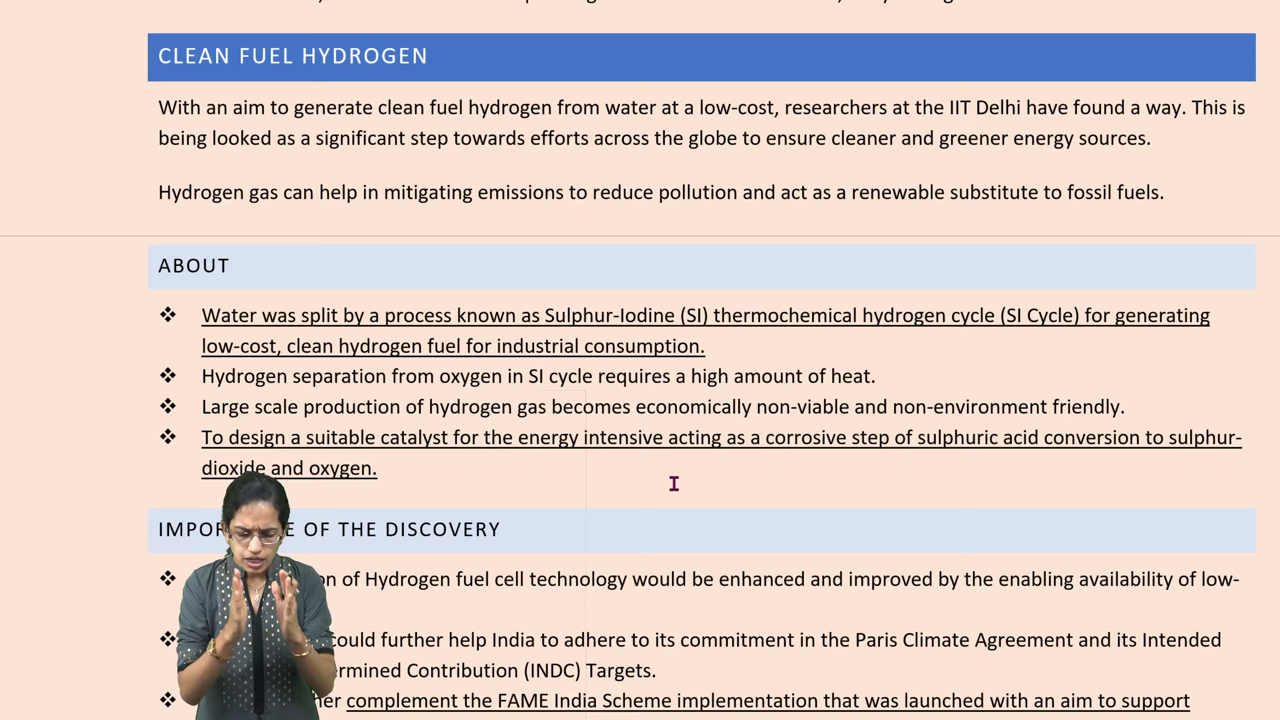 CLEAN FUEL HYDROGEN
With an aim to generate clean fuel hydrogen from water at a low-cost, researchers at the IIT Delhi have found a way. This is
being looked as a significant step towards efforts across the globe to ensure cleaner and greener energy sources.
Hydrogen gas can help in mitigating emissions to reduce pollution and act as a renewable substitute to fossil fuels.
ABOUT
❖ Water was split by a process known as Sulphur-Iodine (SI) thermochemical hydrogen cycle (SI Cycle) for generating
low-cost, clean hydrogen fuel for industrial consumption.
❖ Hydrogen separation from oxygen in SI cycle requires a high amount of heat.
❖ Large scale production of hydrogen gas becomes economically non-viable and non-environment friendly.
❖ To design a suitable catalyst for the energy intensive acting as a corrosive step of sulphuric acid conversion to sulphur-
dioxide and oxygen.
OF THE DISCOVERY
❖ of Hydrogen fuel cell technology would be enhanced and improved by the enabling availability of low-
❖ could further help India to adhere to its commitment in the Paris Climate Agreement and its Intended
Contribution (INDC) Targets.
❖ complement the FAME India Scheme implementation that was launched with an aim to support